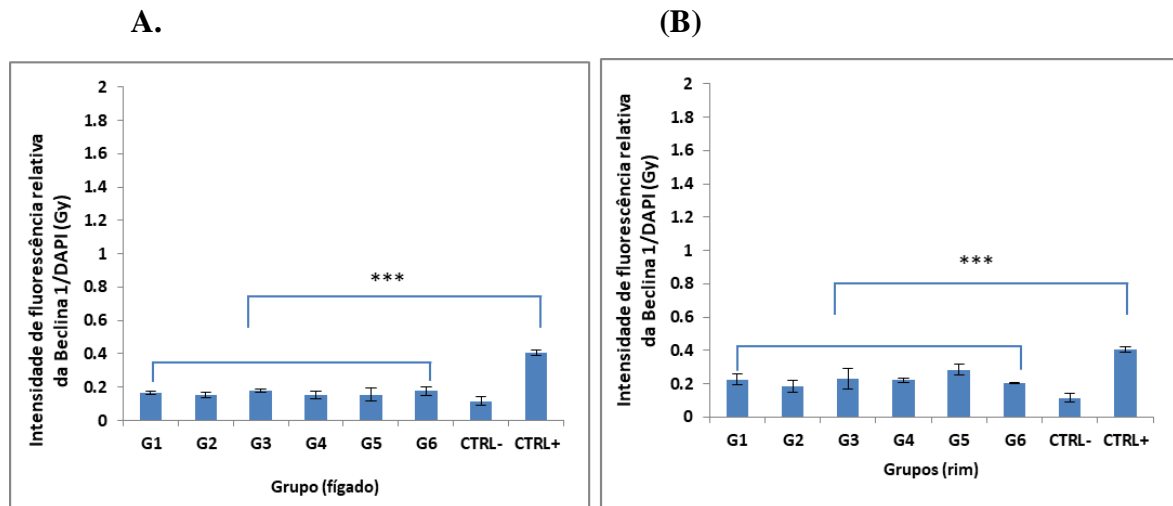 A.
(B)
Intensidade de fluorescência relativa
da Beclina 1/DAPI (Gy)
2
1.8
1.6
1.4
1.2
1
0.8
0.6
0.4
0.2
0
***
G1 G2 G3 G4 G5 G6 CTRL- CTRL+
Grupo (fígado)
Intensidade de fluorescência relativa
da Beclina 1/DAPI (Gy)
2
1.8
1.6
1.4
1.2
1
0.8
0.6
0.4
0.2
0
***
G1 G2 G3 G4 G5 G6 CTRL- CTRL+
Grupos (rim)